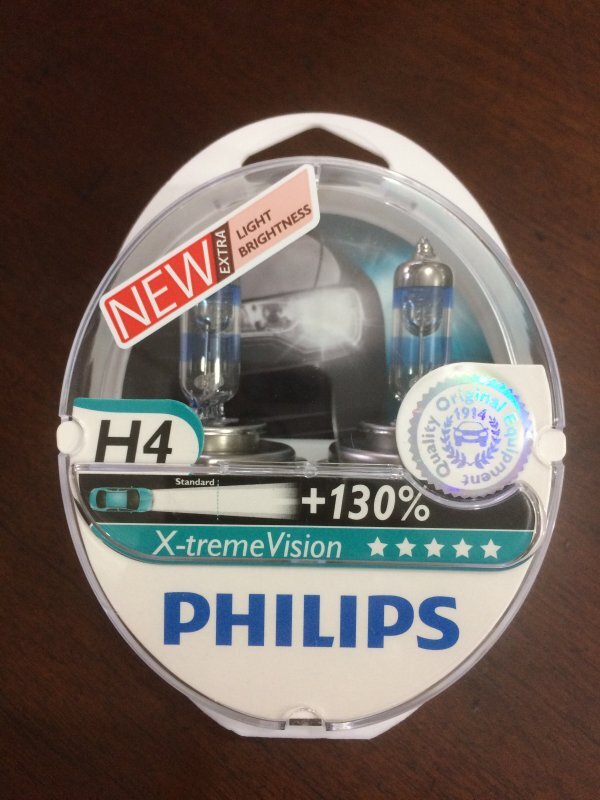 NEW
EXTRA
LIGHT
BRIGHTNESS
Quality Original Equipment
1914
H4
Standard
+130%
X-tremeVision
PHILIPS